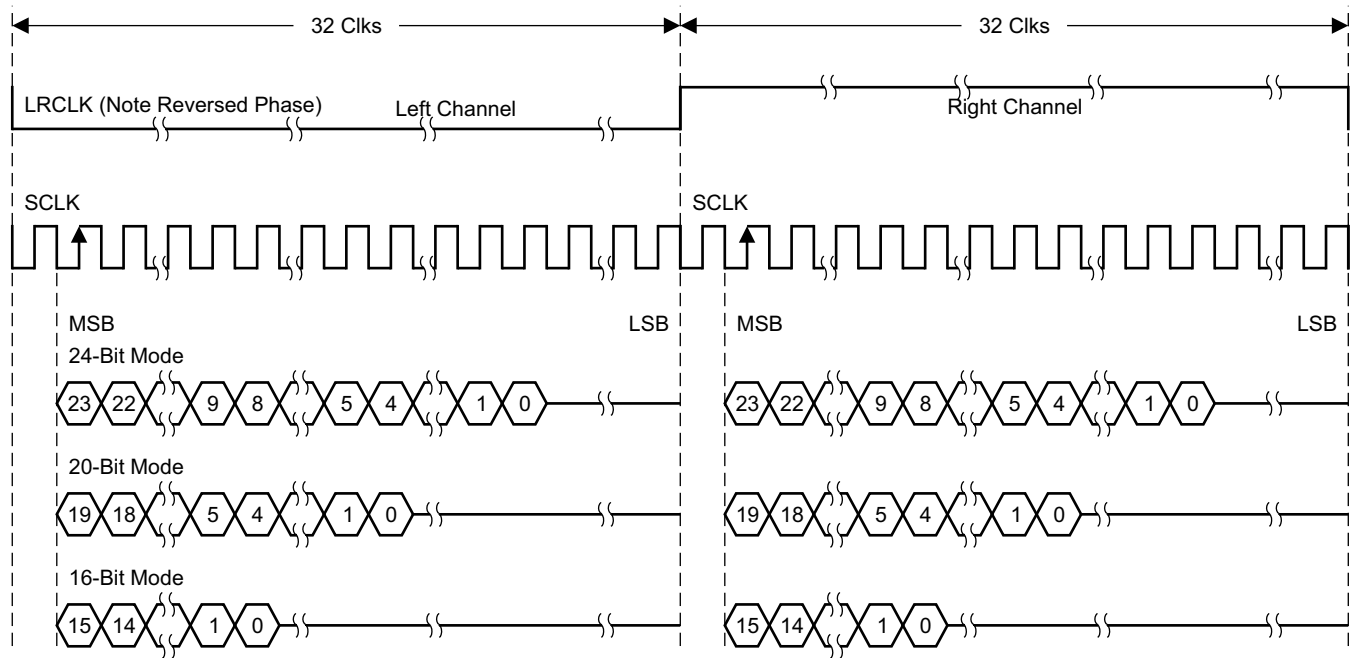 32 Clks 32 Clks
LRCLK (Note Reversed Phase) Left Channel Right Channel
SCLK SCLK
MSB LSB MSB LSB
24-Bit Mode
23 22 9 8 5 4 1 0 23 22 9 8 5 4 1 0
20-Bit Mode
19 18 5 4 1 0 19 18 5 4 1 0
16-Bit Mode
15 14 1 0 15 14 1 0